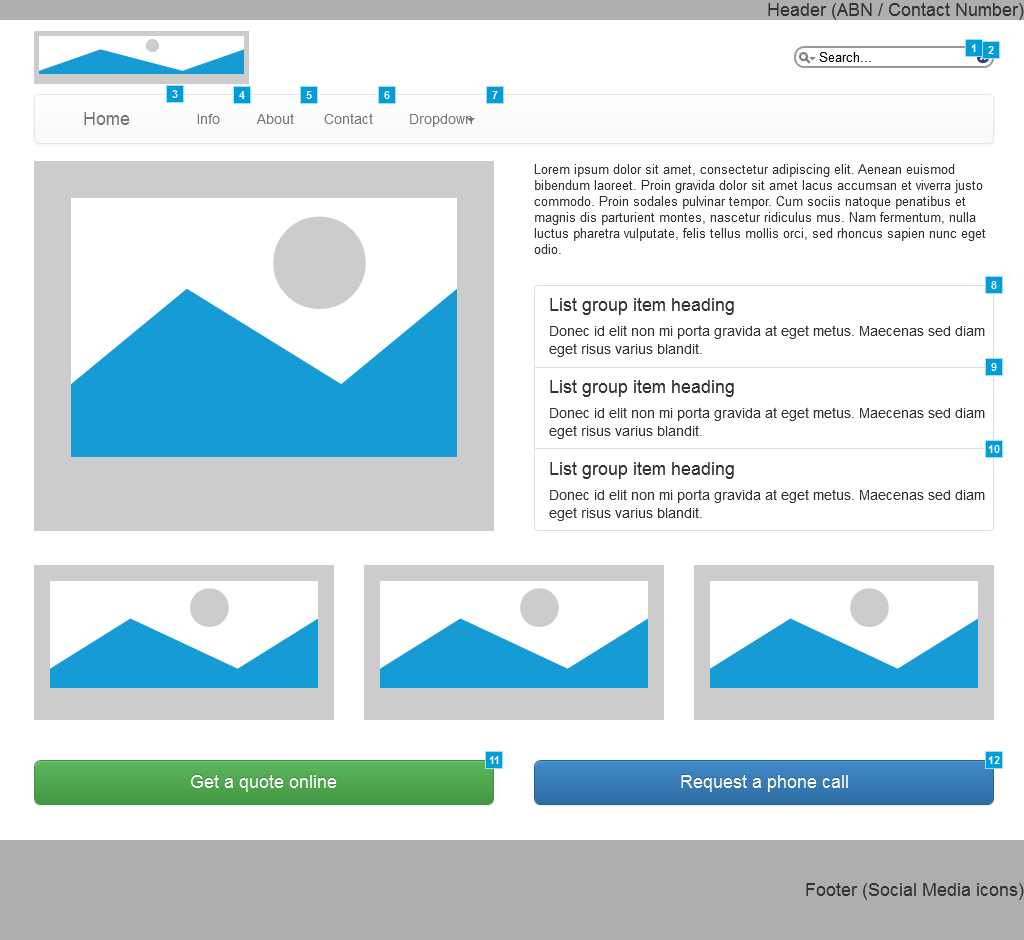 Header (ABN / Contact Number)
1 2
Search...
3 4 5 6 7
Home Info About Contact Dropdown
Lorem ipsum dolor sit amet, consectetur adipiscing elit. Aenean euismod
bibendum laoreet. Proin gravida dolor sit amet lacus accumsan et viverra justo
commodo. Proin sodales pulvinar tempor. Cum sociis natoque penatibus et
magnis dis parturient montes, nascetur ridiculus mus. Nam fermentum, nulla
luctus pharetra vulputate, felis tellus mollis orci, sed rhoncus sapien nunc eget
odio.
8
List group item heading
Donec id elit non mi porta gravida at eget metus. Maecenas sed diam
eget risus varius blandit.
9
List group item heading
Donec id elit non mi porta gravida at eget metus. Maecenas sed diam
eget risus varius blandit.
10
List group item heading
Donec id elit non mi porta gravida at eget metus. Maecenas sed diam
eget risus varius blandit.
11
Get a quote online
12
Request a phone call
Footer (Social Media icons)